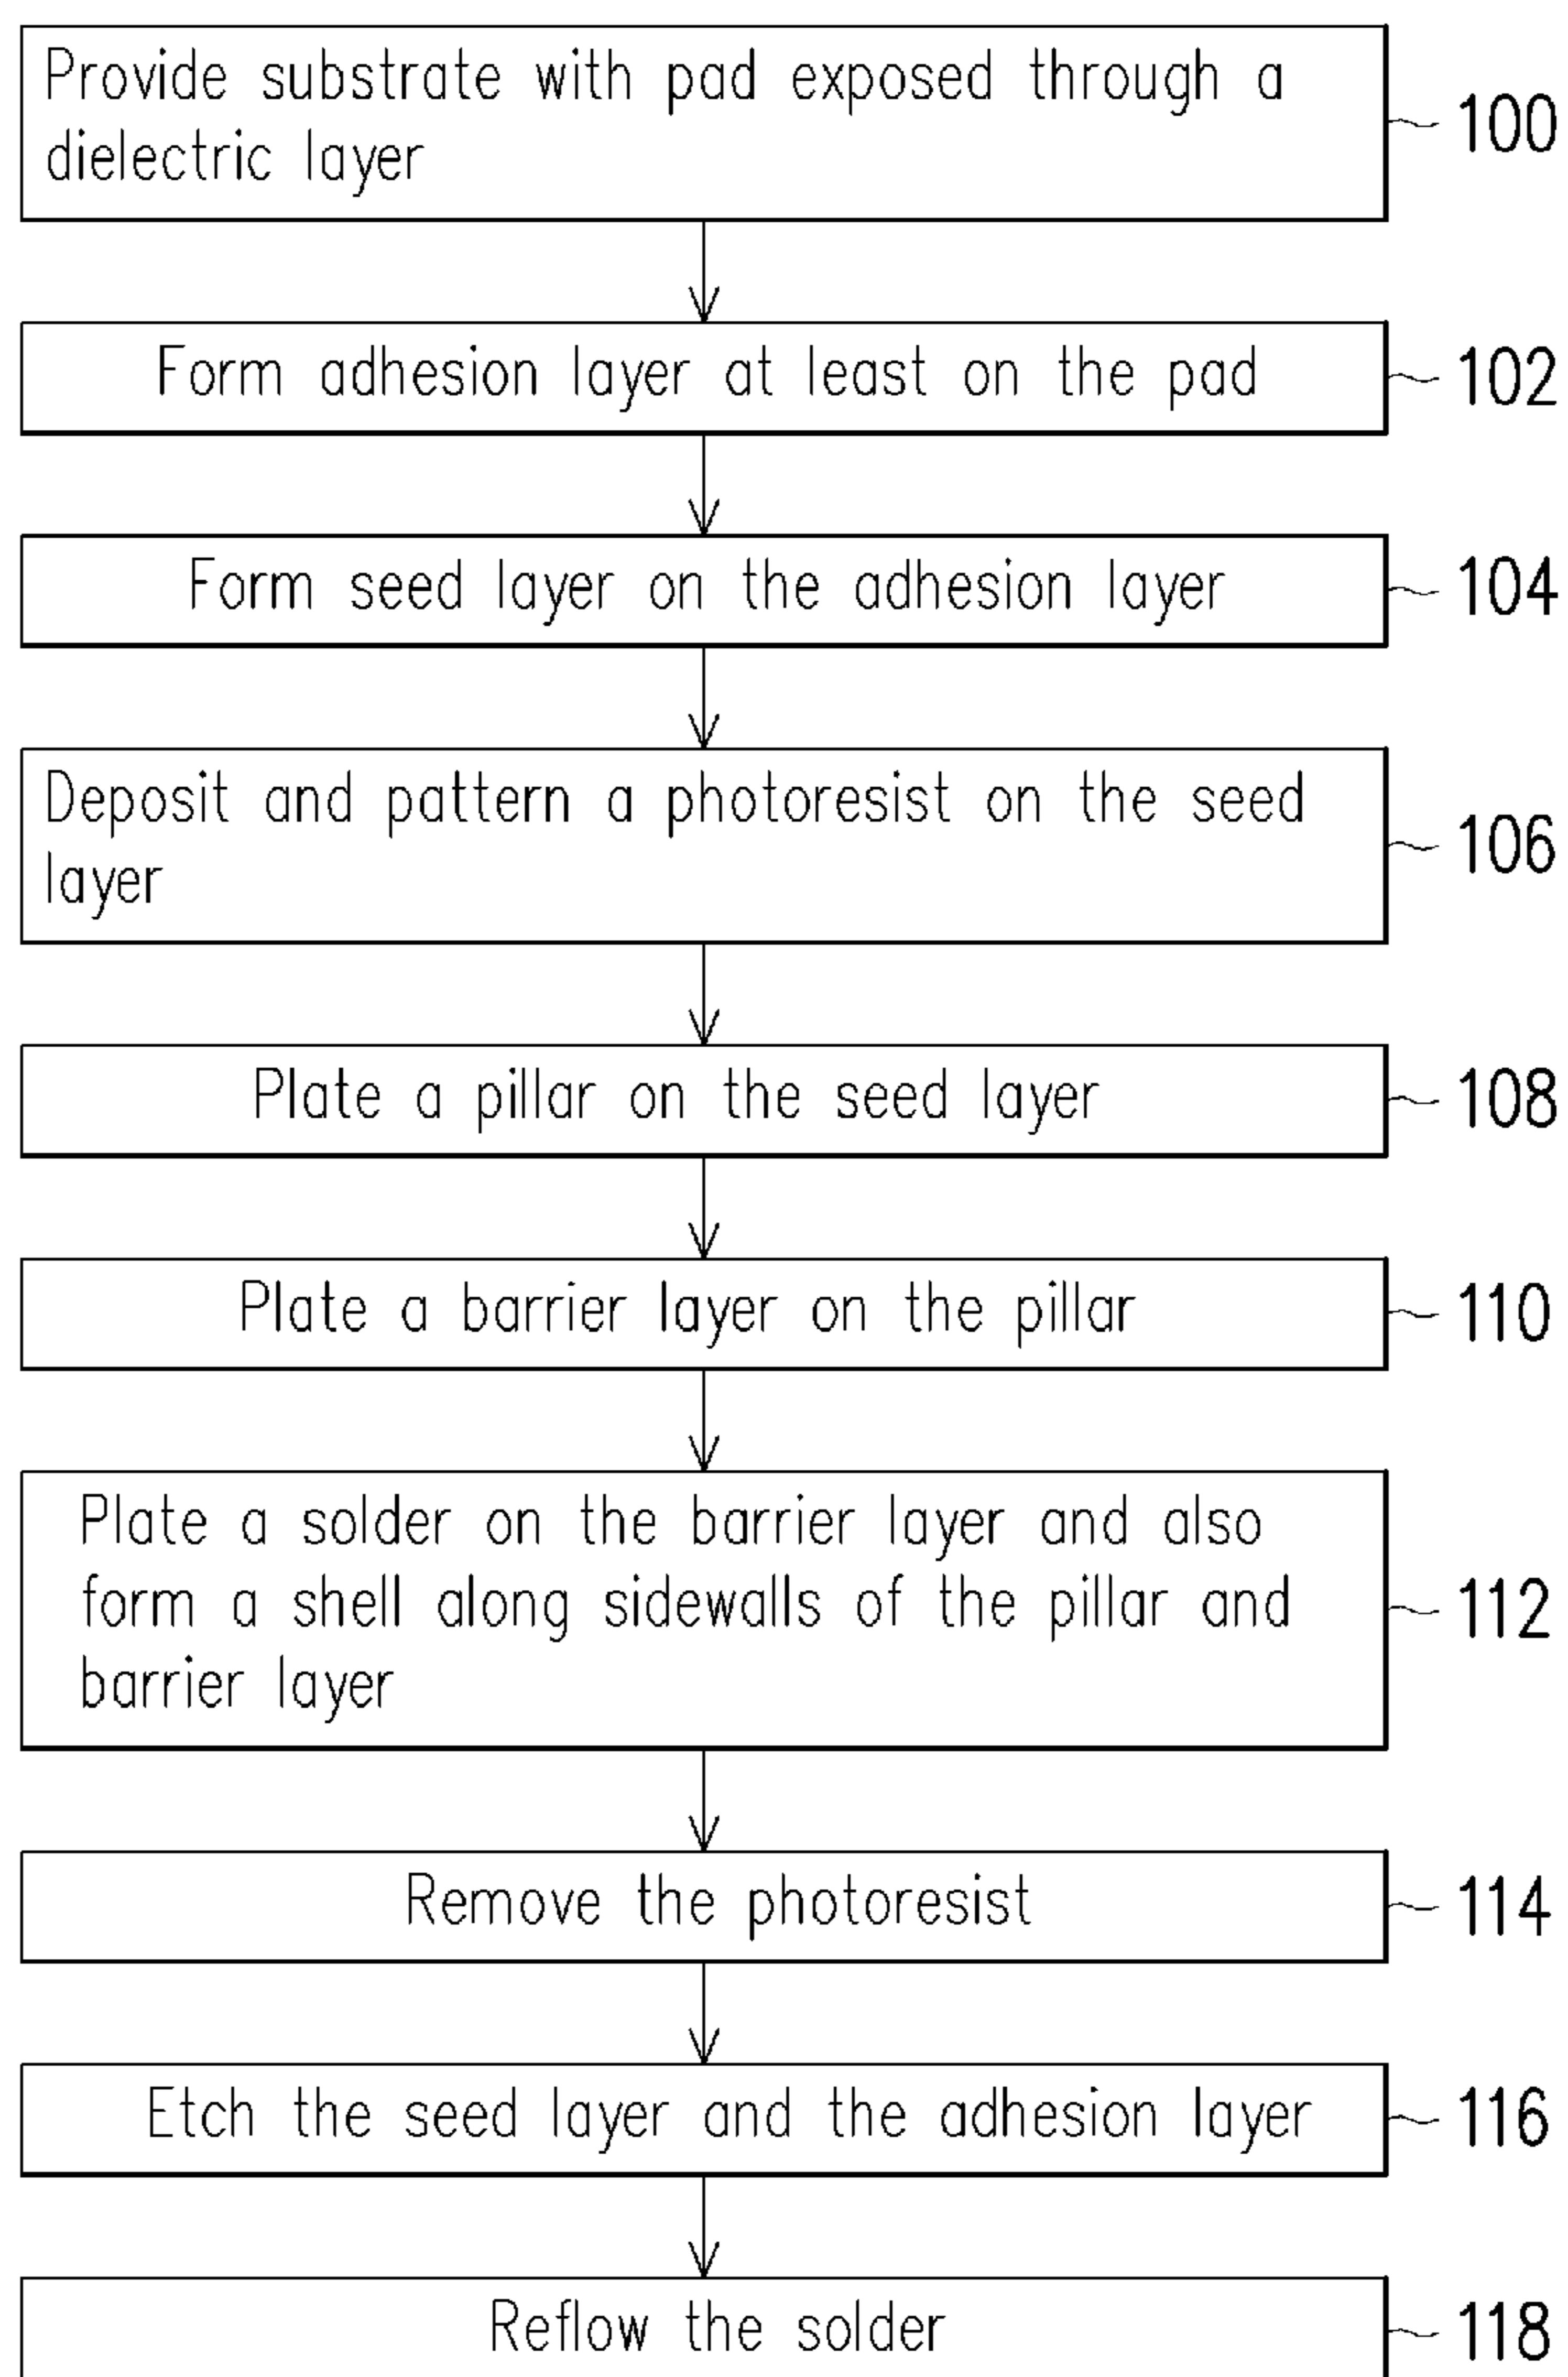 Provide substrate with pad exposed through a
dielectric layer
100
Form adhesion layer at least on the pad
102
Form seed layer on the adhesion layer
104
Deposit and pattern a photoresist on the seed
layer
106
Plate a pillar on the seed layer
108
Plate a barrier layer on the pillar
110
Plate a solder on the barrier layer and also
form a shell along sidewalls of the pillar and
barrier layer
112
Remove the photoresist
114
Etch the seed layer and the adhesion layer
116
Reflow the solder
118